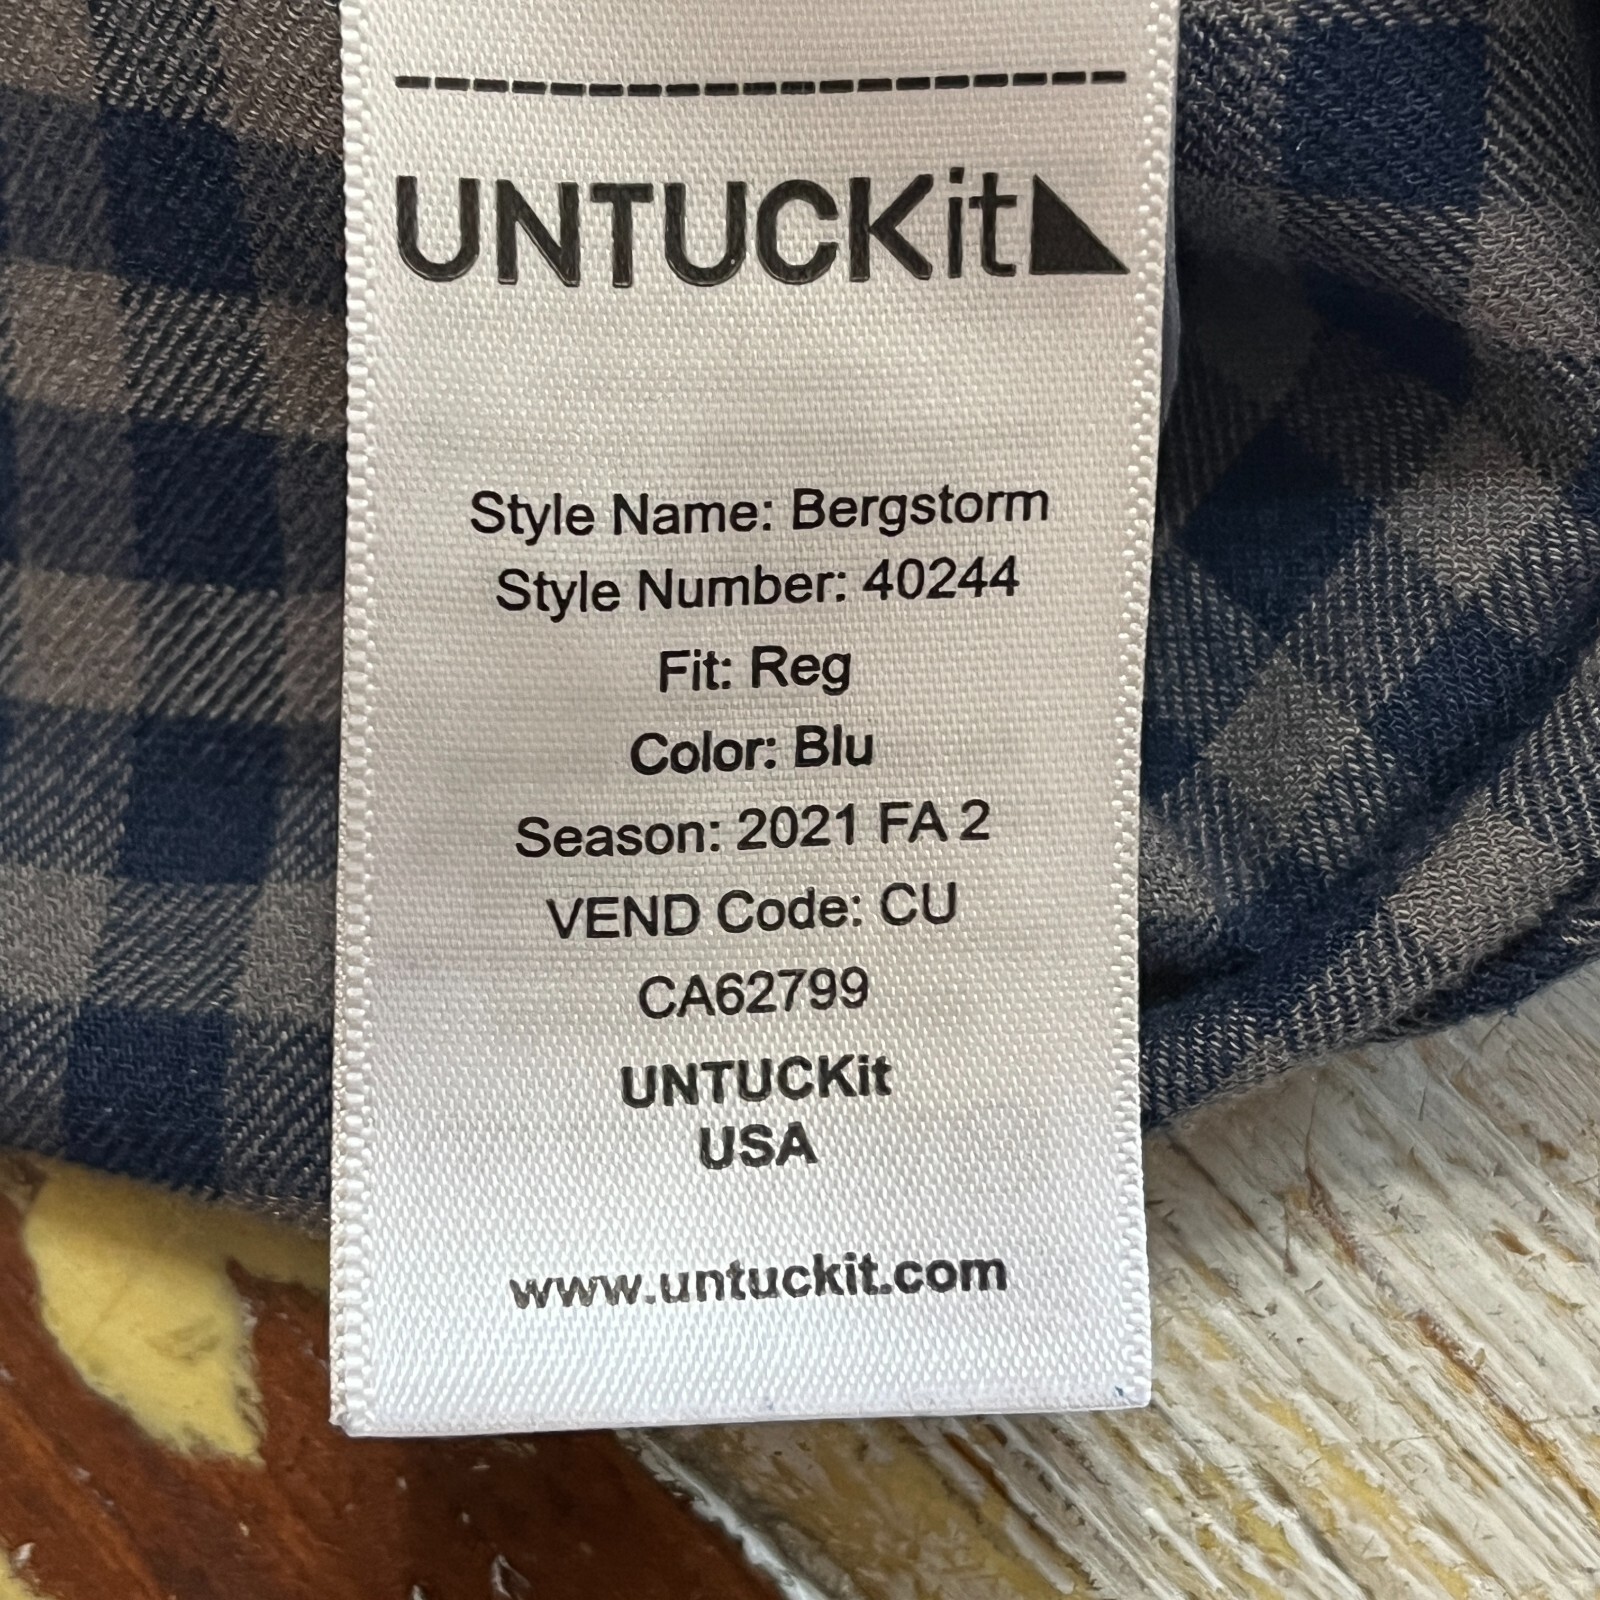 UNTUCKit
Style Name: Bergstorm
Style Number: 40244
Fit: Reg
Color: Blu
Season: 2021 FA 2
VEND Code: CU
CA62799
UNTUCKit
USA
www.untuckit.com